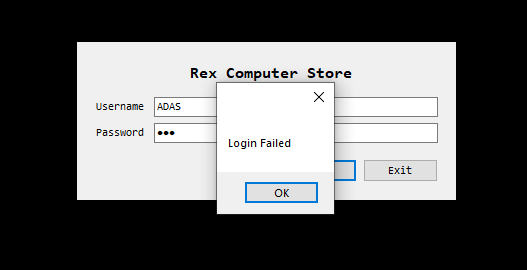 Rex Computer Store
Username ADAS
Password ●●●
Login Failed
OK
Exit